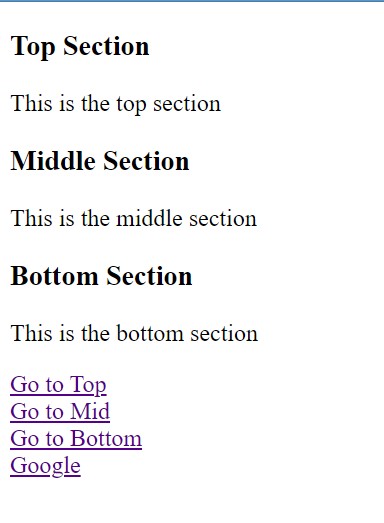 Top Section
This is the top section
Middle Section
This is the middle section
Bottom Section
This is the bottom section
Go to Top
Go to Mid
Go to Bottom
Google